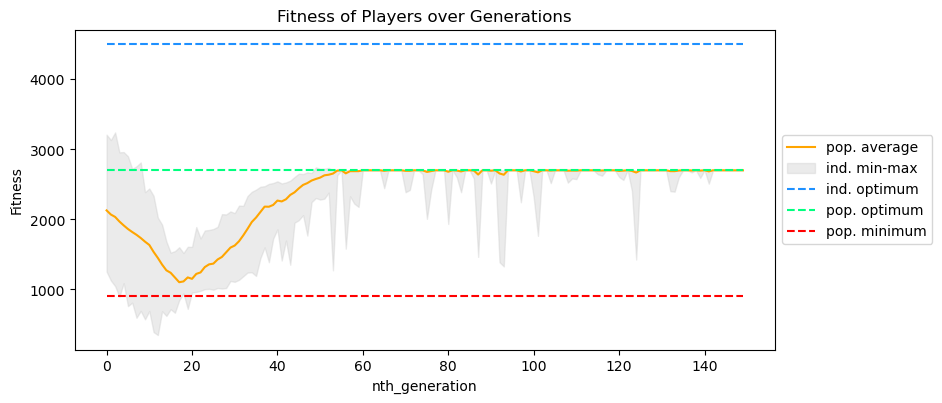 Fitness of Players over Generations
Fitness
4000
3000
2000
1000
0
20
40
60
80
100
120
140
nth_generation
pop. average
ind. min-max
ind. optimum
pop. optimum
pop. minimum